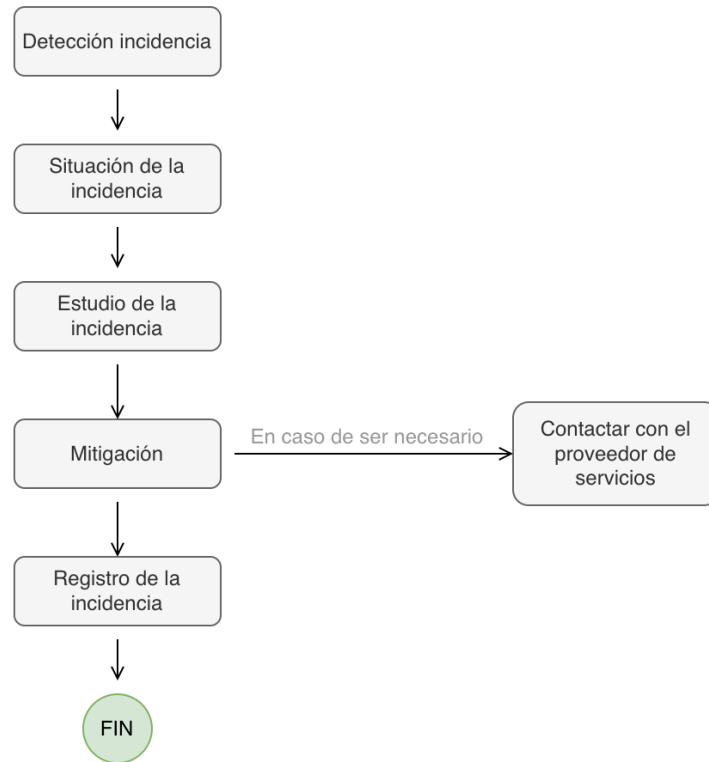 Detección incidencia
Situación de la
incidencia
Estudio de la
incidencia
Mitigación
En caso de ser necesario
Contactar con el
proveedor de
servicios
Registro de la
incidencia
FIN